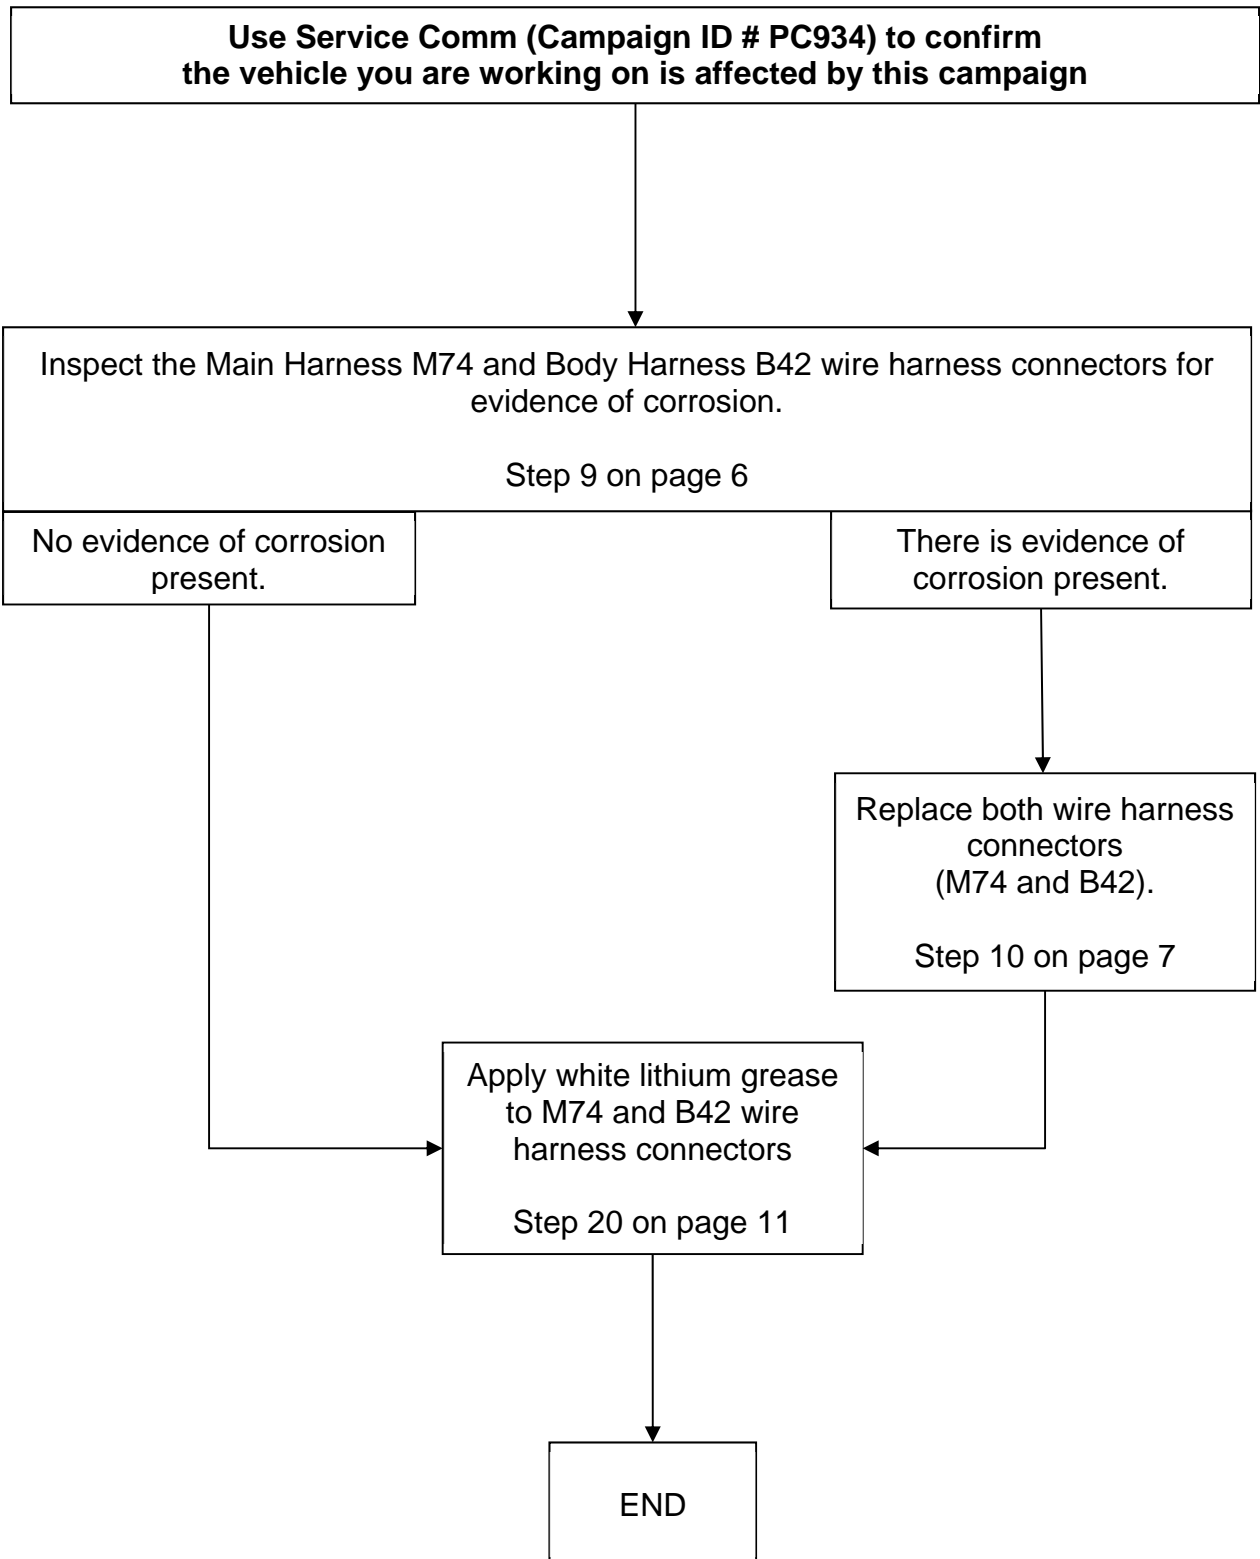 Use Service Comm (Campaign ID # PC934) to confirm
the vehicle you are working on is affected by this campaign
Inspect the Main Harness M74 and Body Harness B42 wire harness connectors for
evidence of corrosion.
Step 9 on page 6
No evidence of corrosion
present.
There is evidence of
corrosion present.
Replace both wire harness
connectors
(M74 and B42).
Step 10 on page 7
Apply white lithium grease
to M74 and B42 wire
harness connectors
Step 20 on page 11
END